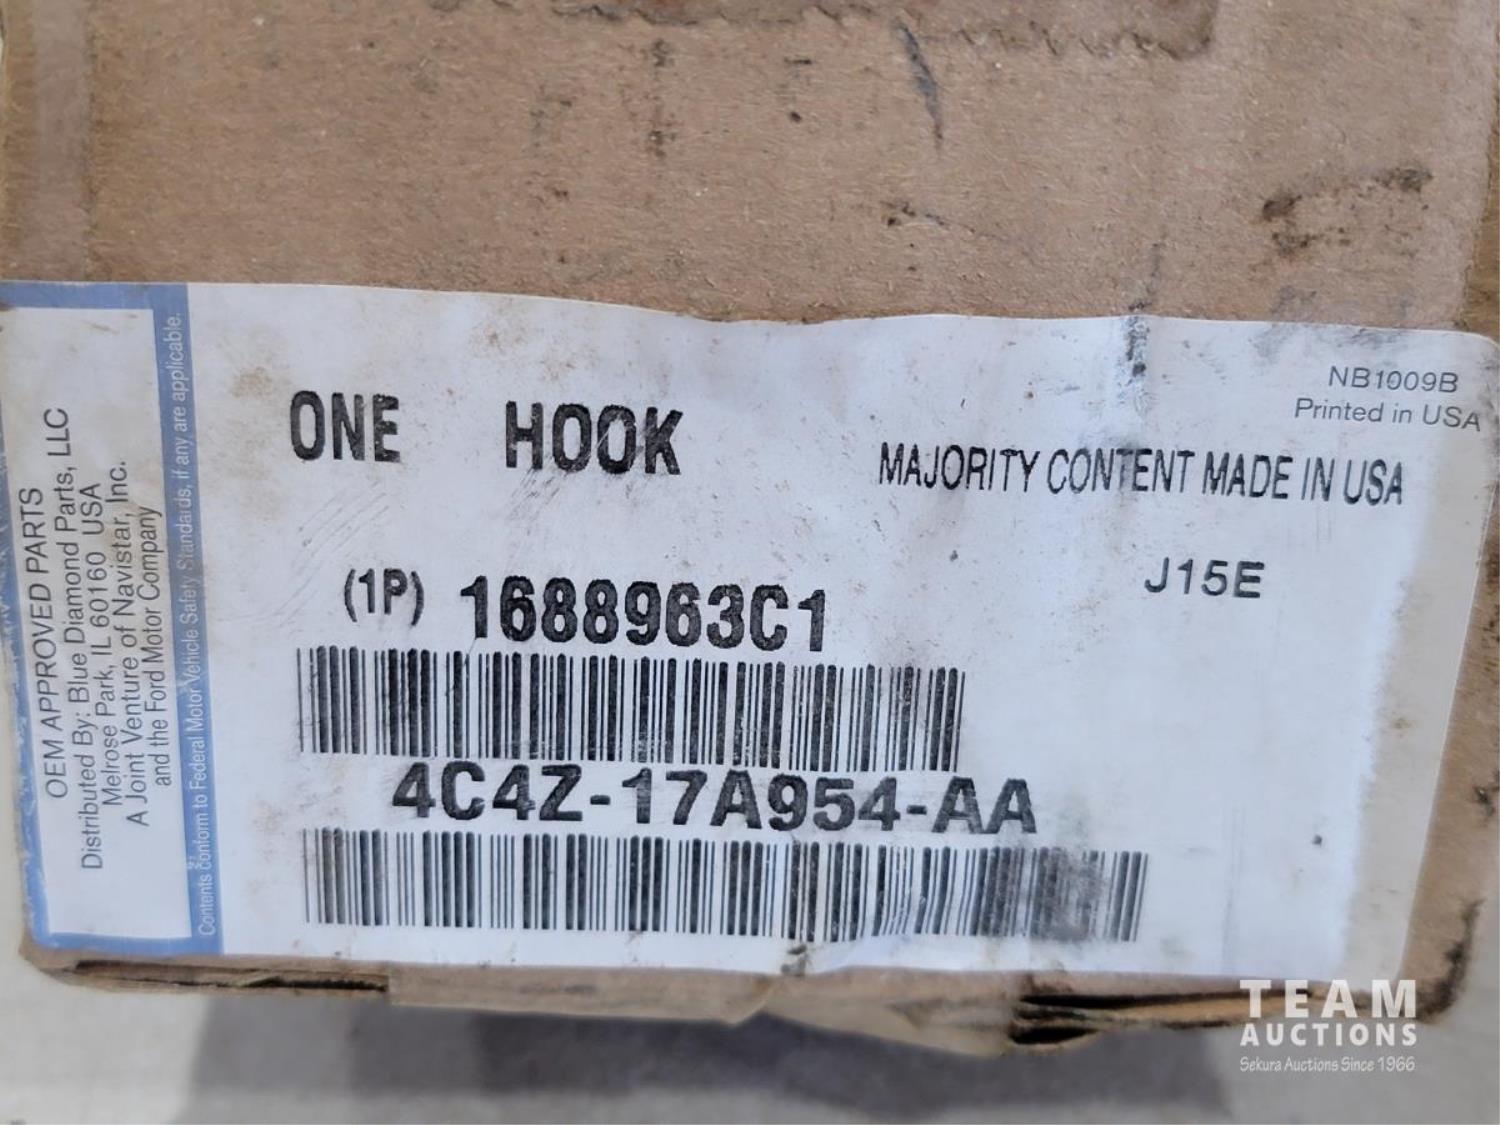 OEM APPROVED PARTS
Distributed By: Blue Diamond Parts, LLC
Melrose Park, IL 60160 USA
A Joint Venture of Navistar, Inc.
and the Ford Motor Company
Contents conform to Federal Motor Vehicle Safety Standards, if any are applicable.
NB1009B
Printed in USA
ONE HOOK
MAJORITY CONTENT MADE IN USA
J15E
(1P) 1688963C1
4C4Z-17A954-AA
TEAM
AUCTIONS
Sekura Auctions Since 1966